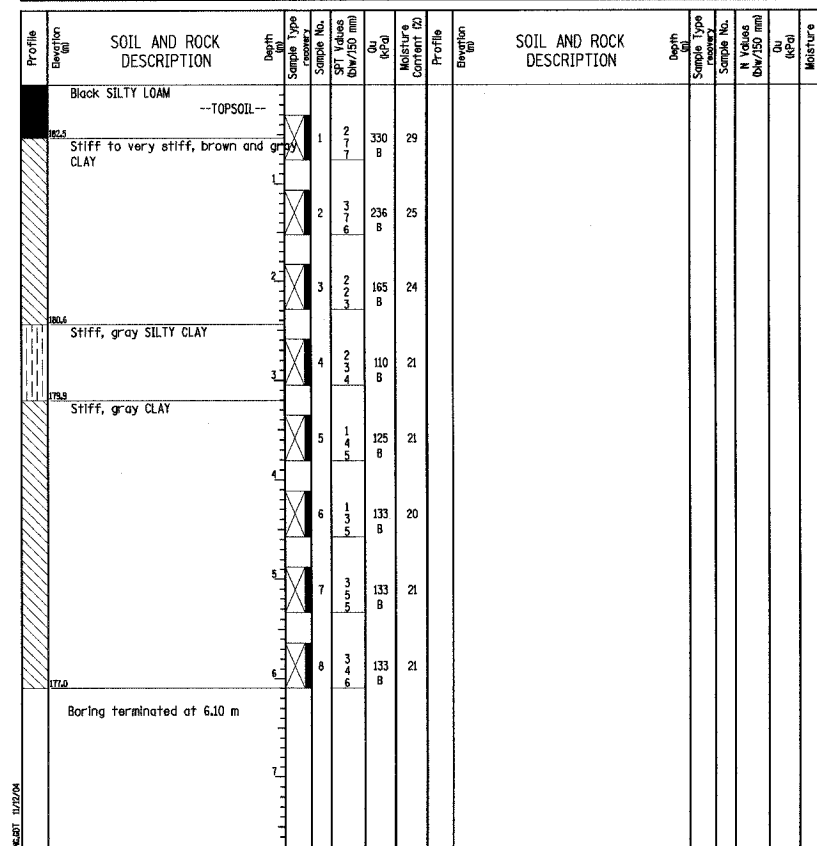 Profile
Elevation (m)
SOIL AND ROCK
DESCRIPTION
Depth (m)
Sample Type
recovery
Sample No.
SPT Values
(blw/150 mm)
Qu
(kPa)
Moisture
Content (%)
Profile
Elevation (m)
SOIL AND ROCK
DESCRIPTION
Depth (m)
Sample Type
recovery
Sample No.
N Values
(blw/150 mm)
Qu
(kPa)
Moisture
Black SILTY LOAM
--TOPSOIL--
182.5
Stiff to very stiff, brown and gray
CLAY
1 2 7 7 330 B 29
1
2 3 7 6 236 B 25
2
3 2 2 3 165 B 24
180.6
Stiff, gray SILTY CLAY
4 2 3 4 110 B 21
3
179.9
Stiff, gray CLAY
5 1 4 5 125 B 21
4
6 1 3 5 133 B 20
5
7 3 5 5 133 B 21
8 3 4 6 133 B 21
6
177.0
Boring terminated at 6.10 m
7
11/12/04